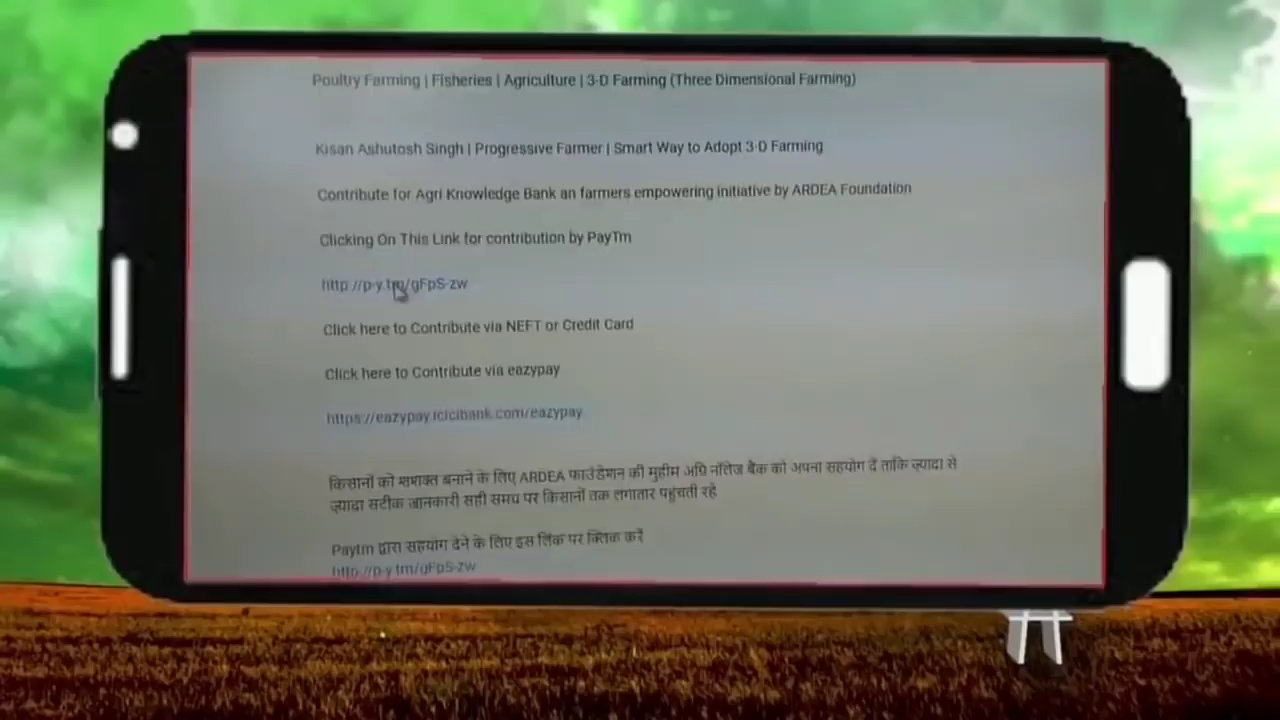 Poultry Farming | Fisheries | Agriculture | 3-D Farming (Three Dimensional Farming)
Kisan Ashutosh Singh | Progressive Farmer | Smart Way to Adopt 3-D Farming
Contribute for Agri Knowledge Bank an farmers empowering initiative by ARDEA Foundation
Clicking On This Link for contribution by PayTm
http://p-y.tm/gFpS-zw
Click here to Contribute via NEFT or Credit Card
Click here to Contribute via eazypay
https://eazypay.icicibank.com/eazypay
किसानों को शषाक्त बनाने के लिए ARDEA फाउंडेशन की मुहीम अग्रि नॉलेज बैंक को अपना सहयोग दें ताकि ज़्यादा से
ज़्यादा सटीक जानकारी सही समय पर किसानों तक लगातार पहुंचती रहे
Paytm द्वारा सहयोग देने के लिए इस लिंक पर क्लिक करें
http://p-y.tm/gFpS-zw